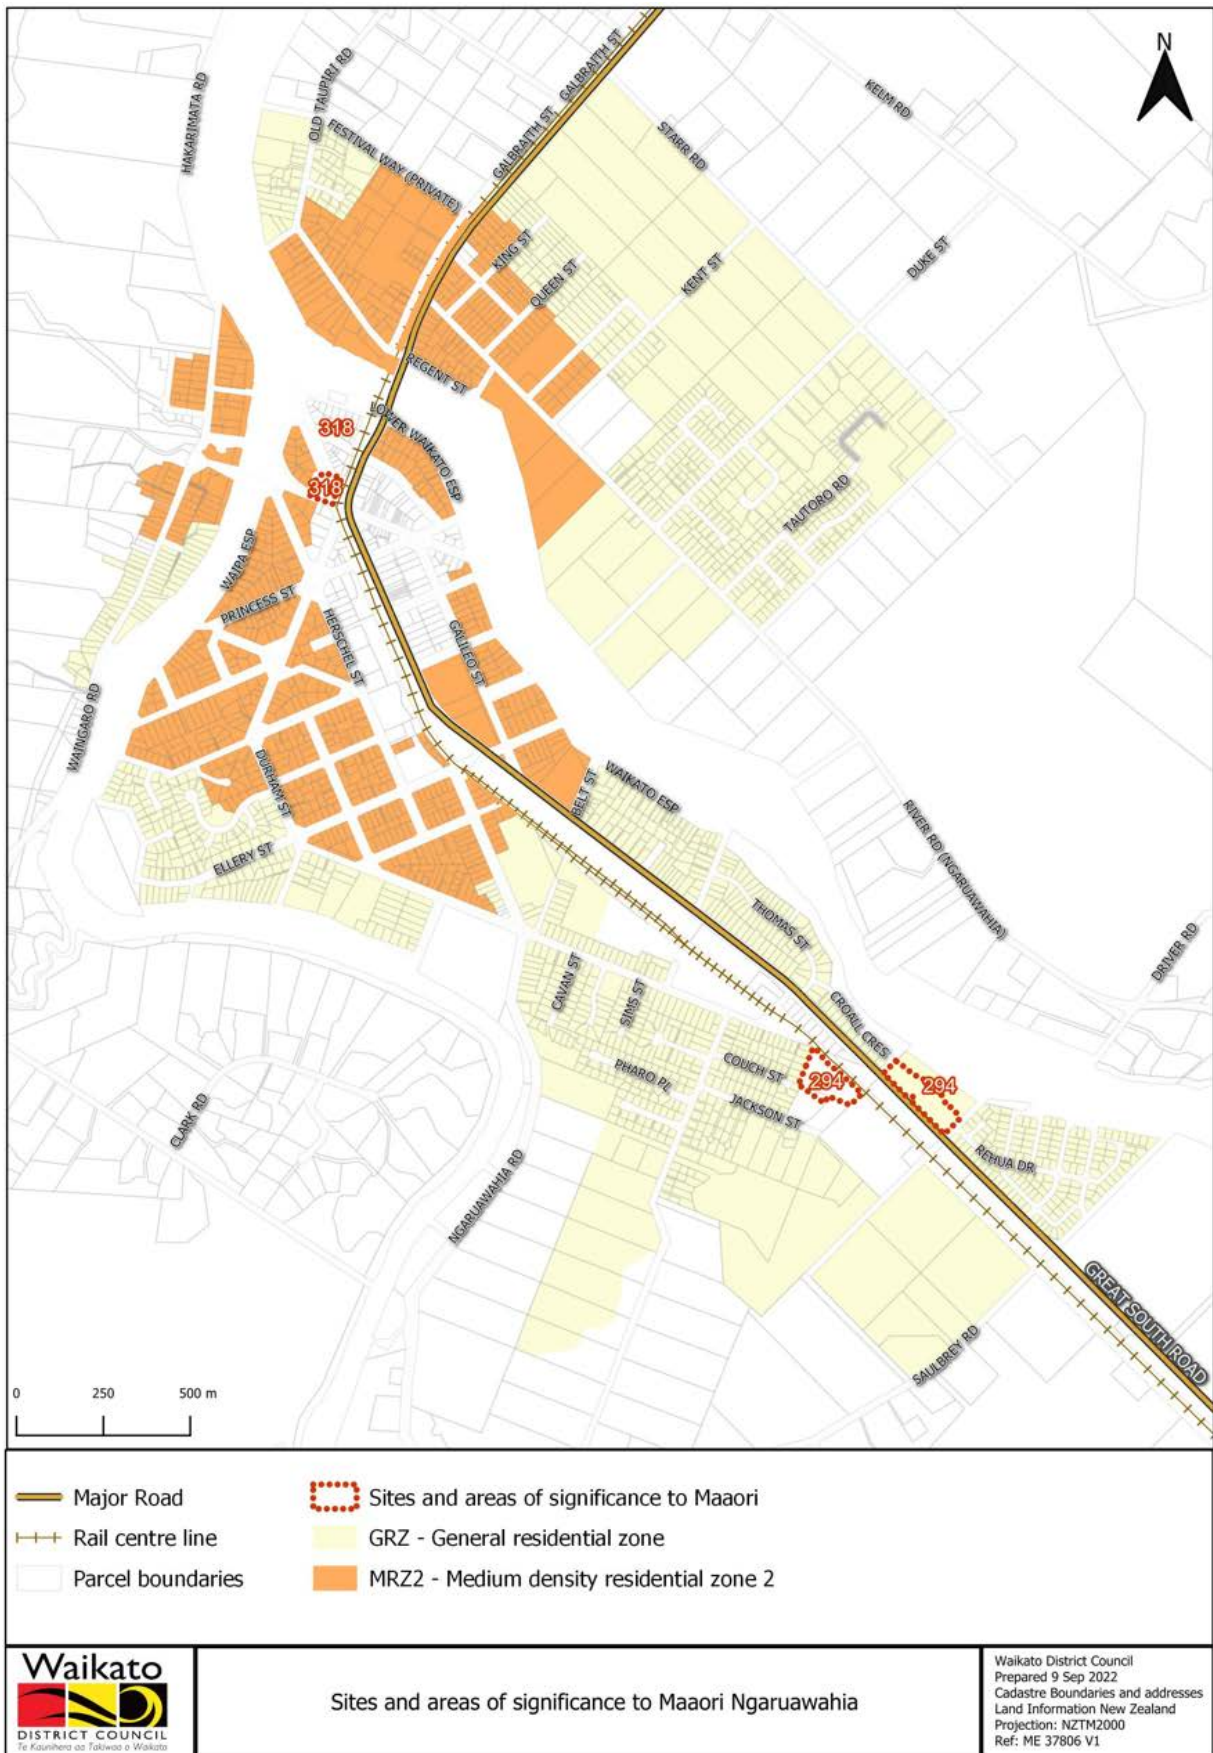 N
HAKARIMATA RD
OLD TAUPIRI RD
GALBRAITH ST
GALBRAITH ST
KELM RD
FESTIVAL WAY (PRIVATE)
STARR RD
KING ST
QUEEN ST
KENT ST
DUKE ST
REGENT ST
LOWER WAIKATO ESP
318
318
TAUTORO RD
WAIPA ESP
PRINCESS ST
HERSCHEL ST
GALILEO ST
WAINGARO RD
DURHAM ST
BELT ST
WAIKATO ESP
RIVER RD (NGARUAWAHIA)
ELLERY ST
THOMAS ST
DRIVER RD
CAVAN ST
SIMS ST
CROALL CRES
PHARO PL
COUCH ST
294
294
JACKSON ST
CLARK RD
REHUA DR
NGARUAWAHIA RD
GREAT SOUTH ROAD
SAULBREY RD
0 250 500 m
Major Road
Rail centre line
Parcel boundaries
Sites and areas of significance to Maaori
GRZ - General residential zone
MRZ2 - Medium density residential zone 2
Waikato
DISTRICT COUNCIL
Te Kaunihera aa Takiwaa o Waikato
Sites and areas of significance to Maaori Ngaruawahia
Waikato District Council
Prepared 9 Sep 2022
Cadastre Boundaries and addresses
Land Information New Zealand
Projection: NZTM2000
Ref: ME 37806 V1